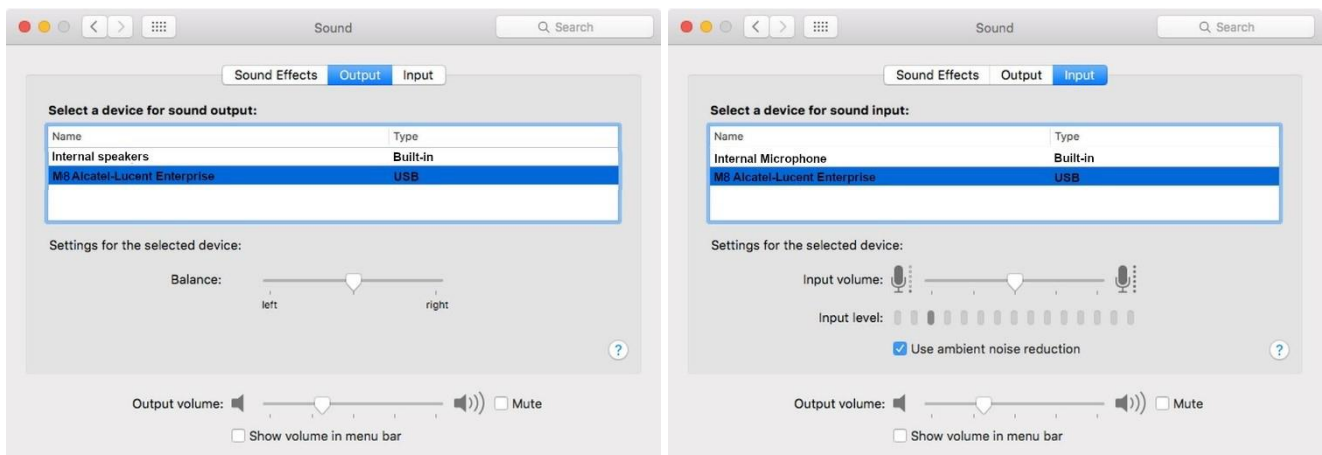 Sound
Search
Sound Effects Output Input
Select a device for sound output:
Name Type
Internal speakers Built-in
M8 Alcatel-Lucent Enterprise USB
Settings for the selected device:
Balance:
left right
?
Output volume: Mute
Show volume in menu bar
Sound
Search
Sound Effects Output Input
Select a device for sound input:
Name Type
Internal Microphone Built-in
M8 Alcatel-Lucent Enterprise USB
Settings for the selected device:
Input volume:
Input level:
Use ambient noise reduction
?
Output volume: Mute
Show volume in menu bar